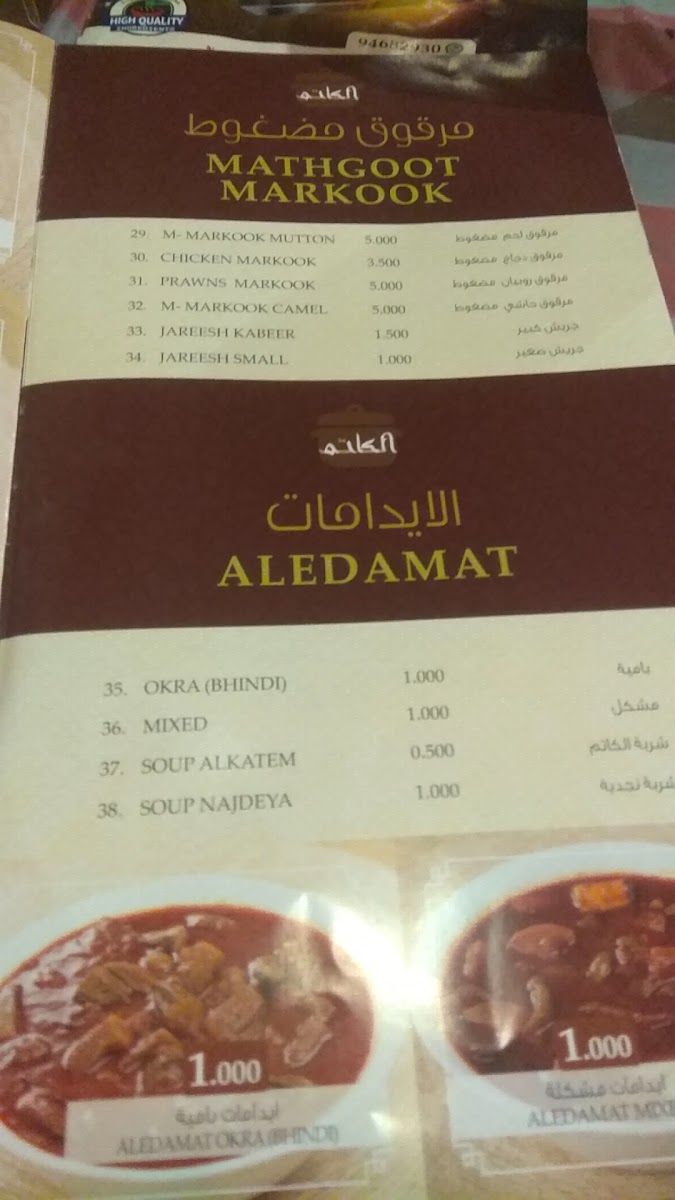 HIGH QUALITY
INGREDIENTS
94682930
الكاتم
مرقوق مضغوط
MATHGOOT
MARKOOK
29. M- MARKOOK MUTTON 5.000 مرقوق لحم مضغوط
30. CHICKEN MARKOOK 3.500 مرقوق دجاج مضغوط
31. PRAWNS MARKOOK 5.000 مرقوق روبيان مضغوط
32. M- MARKOOK CAMEL 5.000 مرقوق حاشي مضغوط
33. JAREESH KABEER 1.500 جريش كبير
34. JAREESH SMALL 1.000 جريش صغير
الكاتم
الايدامات
ALEDAMAT
35. OKRA (BHINDI) 1.000 بامية
36. MIXED 1.000 مشكل
37. SOUP ALKATEM 0.500 شربة الكاتم
38. SOUP NAJDEYA 1.000 شربة نجدية
1.000
ايدامات بامية
ALEDAMAT OKRA (BHINDI)
1.000
ايدامات مشكلة
ALEDAMAT MIXE